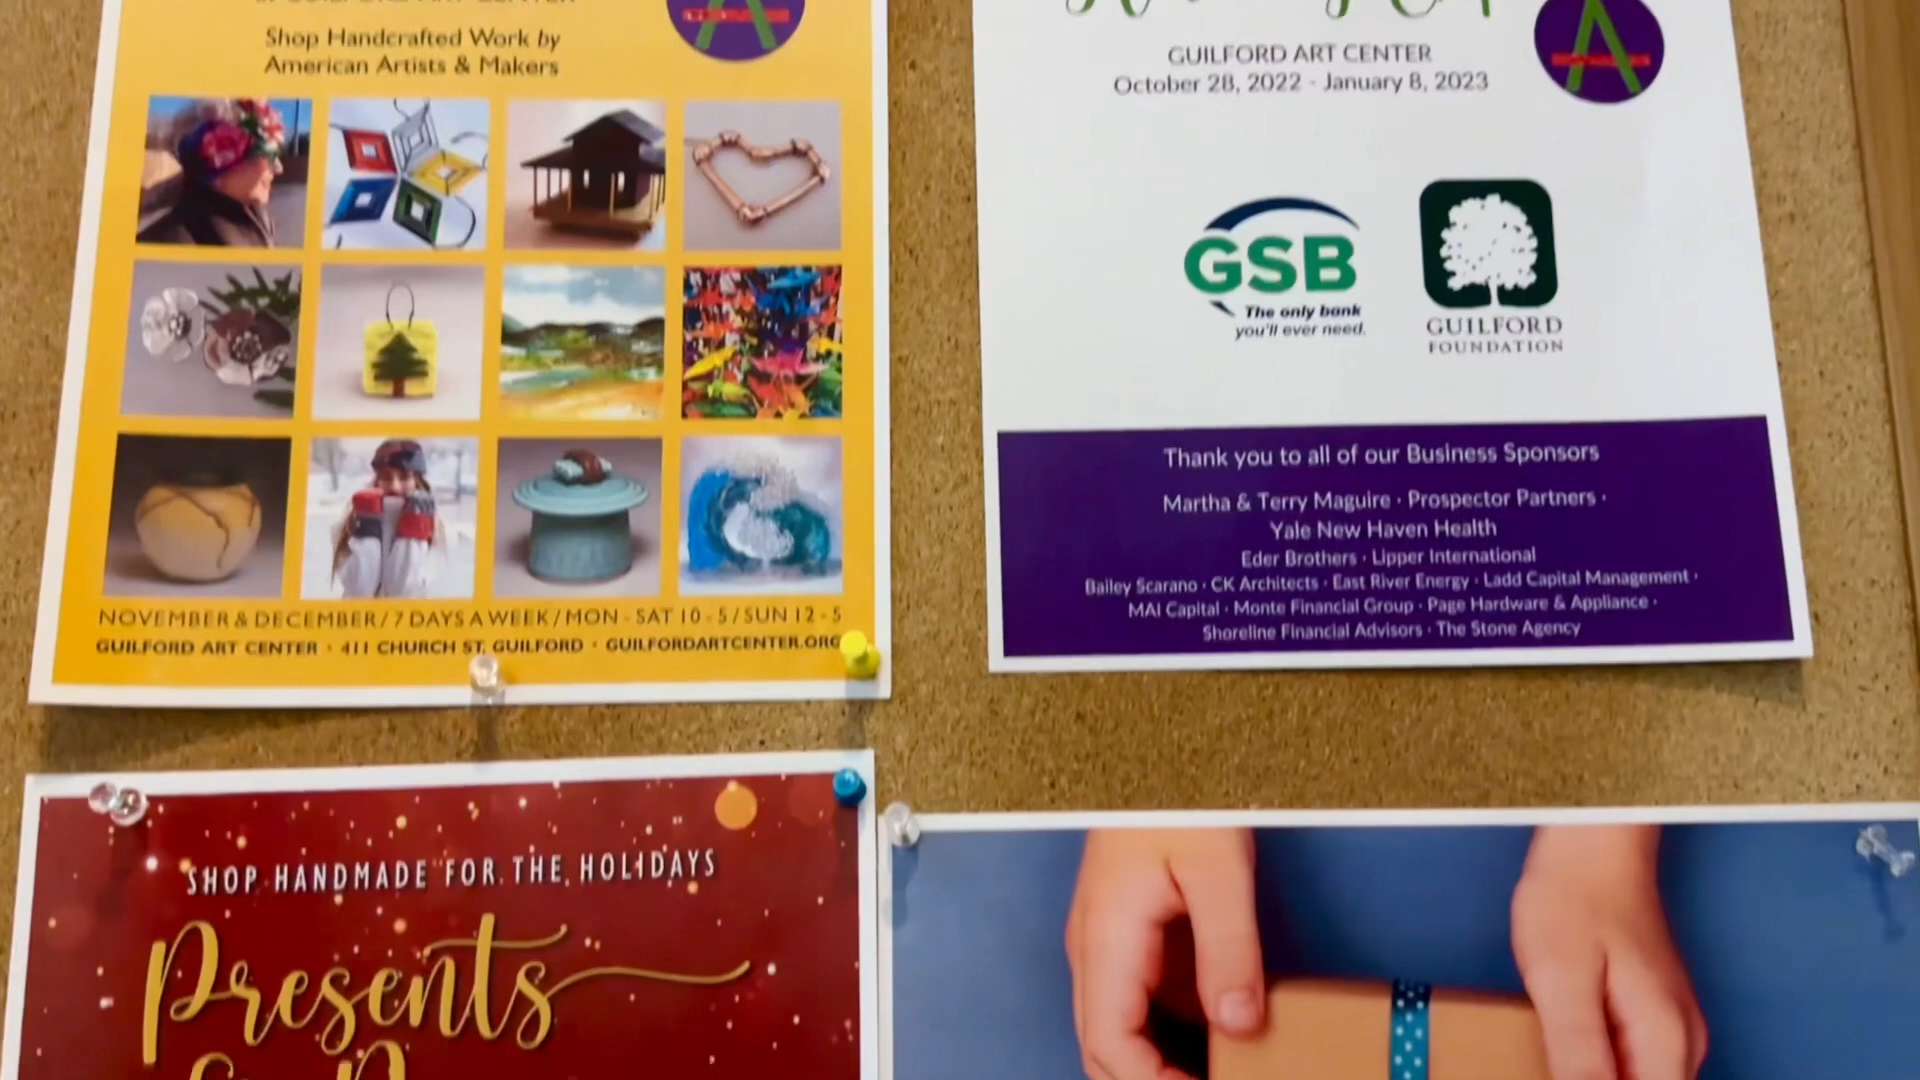 GUILFORD ART CENTER
Shop Handcrafted Work by
American Artists & Makers
NOVEMBER & DECEMBER / 7 DAYS A WEEK / MON - SAT 10 - 5 / SUN 12 - 5
GUILFORD ART CENTER · 411 CHURCH ST, GUILFORD · GUILFORDARTCENTER.ORG
GUILFORD ART CENTER
October 28, 2022 - January 8, 2023
GSB
The only bank
you'll ever need.
GUILFORD
FOUNDATION
Thank you to all of our Business Sponsors
Martha & Terry Maguire · Prospector Partners ·
Yale New Haven Health
Eder Brothers · Lipper International
Bailey Scarano · CK Architects · East River Energy · Ladd Capital Management ·
MAI Capital · Monte Financial Group · Page Hardware & Appliance ·
Shoreline Financial Advisors · The Stone Agency
SHOP HANDMADE FOR THE HOLIDAYS
Presents